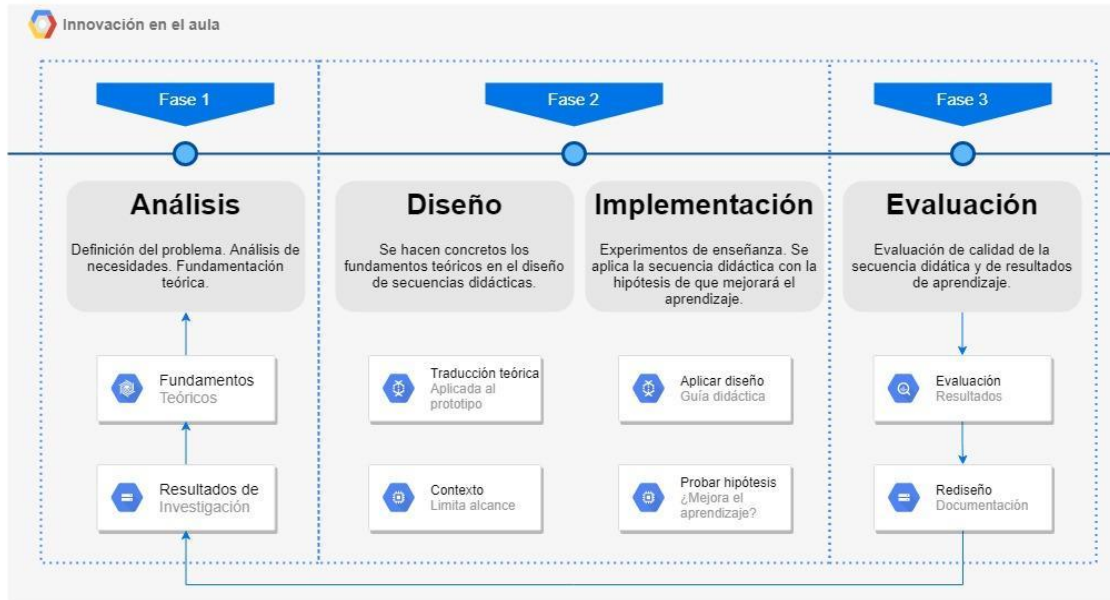 Innovación en el aula
Fase 1
Fase 2
Fase 3
Análisis
Definición del problema. Análisis de
necesidades. Fundamentación
teórica.
Diseño
Se hacen concretos los
fundamentos teóricos en el diseño
de secuencias didácticas.
Implementación
Experimentos de enseñanza. Se
aplica la secuencia didáctica con la
hipótesis de que mejorará el
aprendizaje.
Evaluación
Evaluación de calidad de la
secuencia didática y de resultados
de aprendizaje.
Fundamentos
Teóricos
Traducción teórica
Aplicada al
prototipo
Aplicar diseño
Guía didáctica
Evaluación
Resultados
Resultados de
Investigación
Contexto
Limita alcance
Probar hipótesis
¿Mejora el
aprendizaje?
Rediseño
Documentación